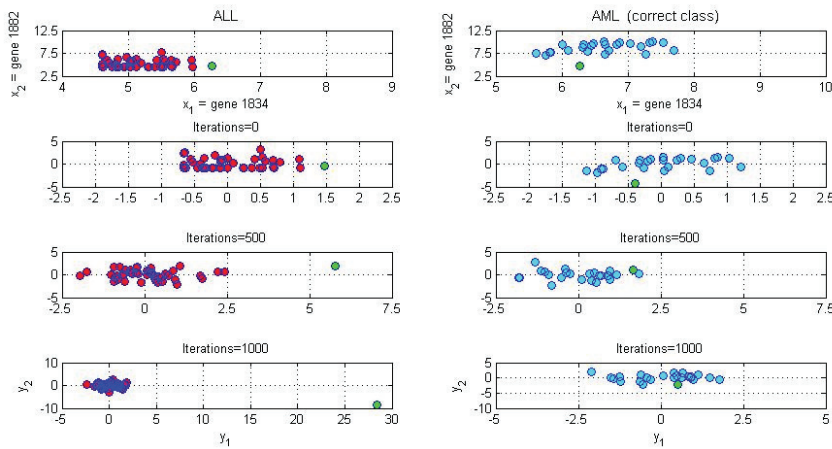 ALL
12.5
7.5
2.5
x2 = gene 1882
4 5 6 7 8 9
x1 = gene 1834
Iterations=0
5
0
-5
-2.5 -2 -1.5 -1 -0.5 0 0.5 1 1.5 2 2.5
Iterations=500
5
0
-5
-2.5 0 2.5 5 7.5
Iterations=1000
10
0
-10
y2
-5 0 5 10 15 20 25 30
y1
AML (correct class)
12.5
7.5
2.5
x2 = gene 1882
5 6 7 8 9 10
x1 = gene 1834
Iterations=0
5
0
-5
-2.5 -2 -1.5 -1 -0.5 0 0.5 1 1.5 2 2.5
Iterations=500
5
0
-5
-2.5 0 2.5 5 7.5
Iterations=1000
5
0
-5
y2
-5 -2.5 0 2.5 5
y1